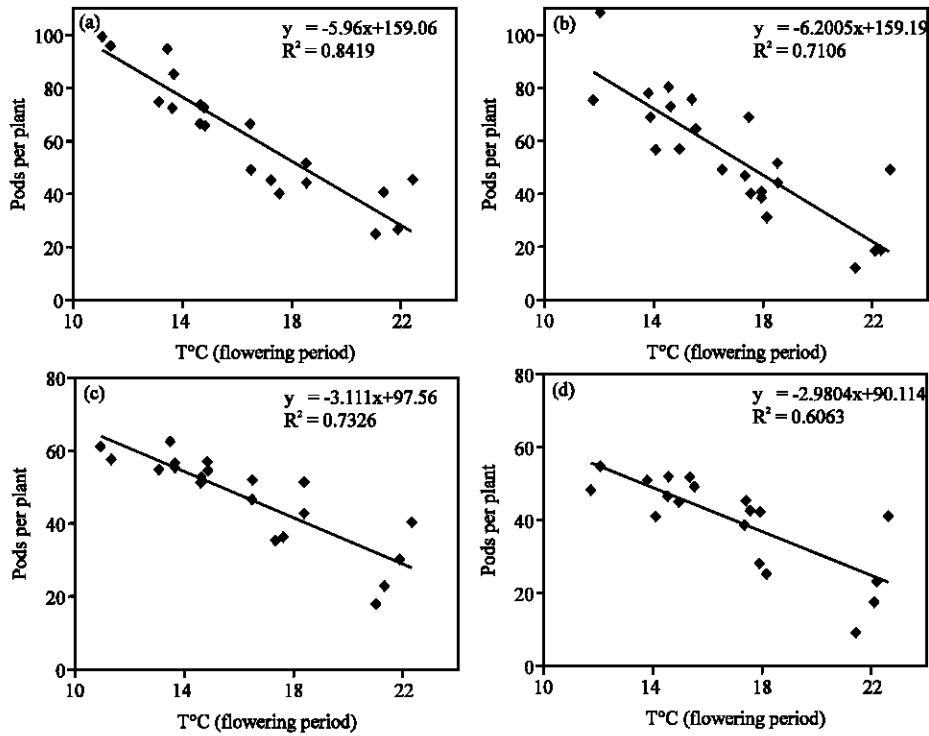 (a)
y = -5.96x+159.06
R² = 0.8419
Pods per plant
100
80
60
40
20
0
10 14 18 22
T°C (flowering period)
(b)
y = -6.2005x+159.19
R² = 0.7106
Pods per plant
100
80
60
40
20
0
10 14 18 22
T°C (flowering period)
(c)
y = -3.111x+97.56
R² = 0.7326
Pods per plant
80
60
40
20
0
10 14 18 22
T°C (flowering period)
(d)
y = -2.9804x+90.114
R² = 0.6063
Pods per plant
80
60
40
20
0
10 14 18 22
T°C (flowering period)